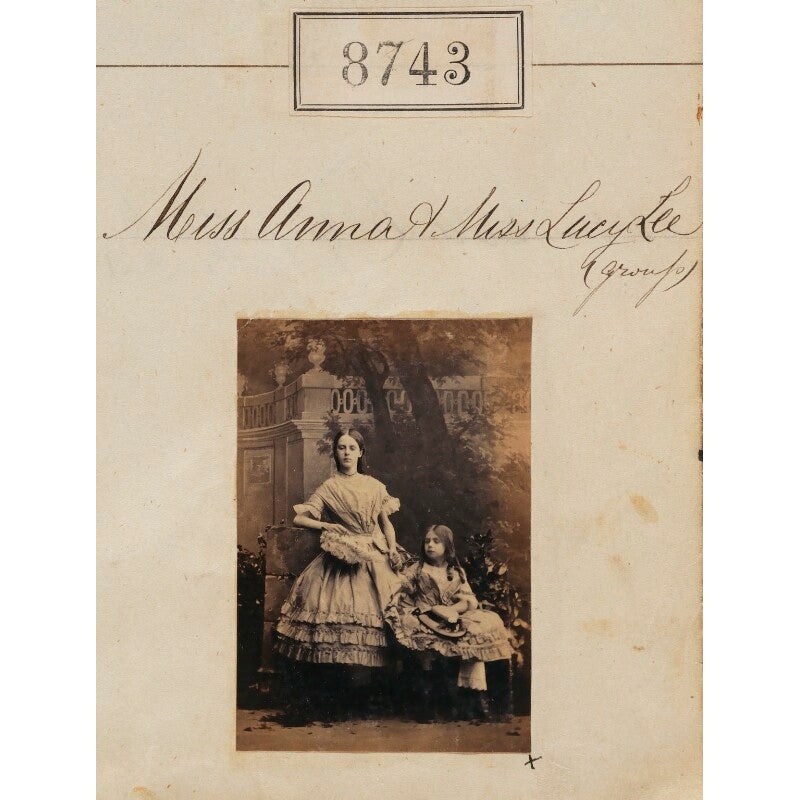 8743
Miss Anna & Miss Lucy Lee
(group)
x